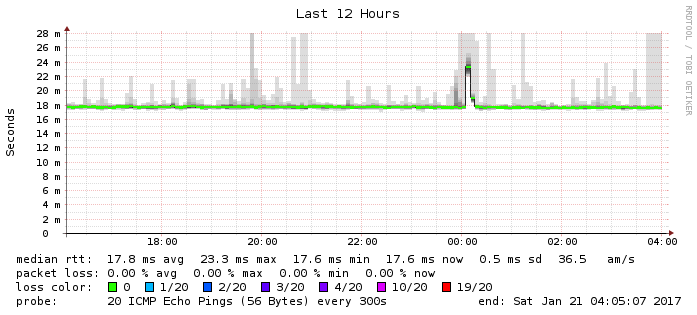 Last 12 Hours
RRDTOOL / TOBI OETIKER
Seconds
28 m
26 m
24 m
22 m
20 m
18 m
16 m
14 m
12 m
10 m
8 m
6 m
4 m
2 m
0
18:00 20:00 22:00 00:00 02:00 04:00
median rtt: 17.8 ms avg 23.3 ms max 17.6 ms min 17.6 ms now 0.5 ms sd 36.5 am/s
packet loss: 0.00 % avg 0.00 % max 0.00 % min 0.00 % now
loss color: 0 1/20 2/20 3/20 4/20 10/20 19/20
probe: 20 ICMP Echo Pings (56 Bytes) every 300s end: Sat Jan 21 04:05:07 2017